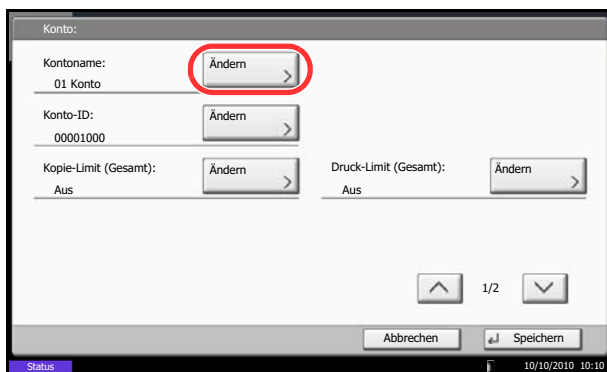 Konto:
Kontoname:
01 Konto
Ändern
Konto-ID:
00001000
Ändern
Kopie-Limit (Gesamt):
Aus
Ändern
Druck-Limit (Gesamt):
Aus
Ändern
1/2
Abbrechen
Speichern
Status
10/10/2010 10:10